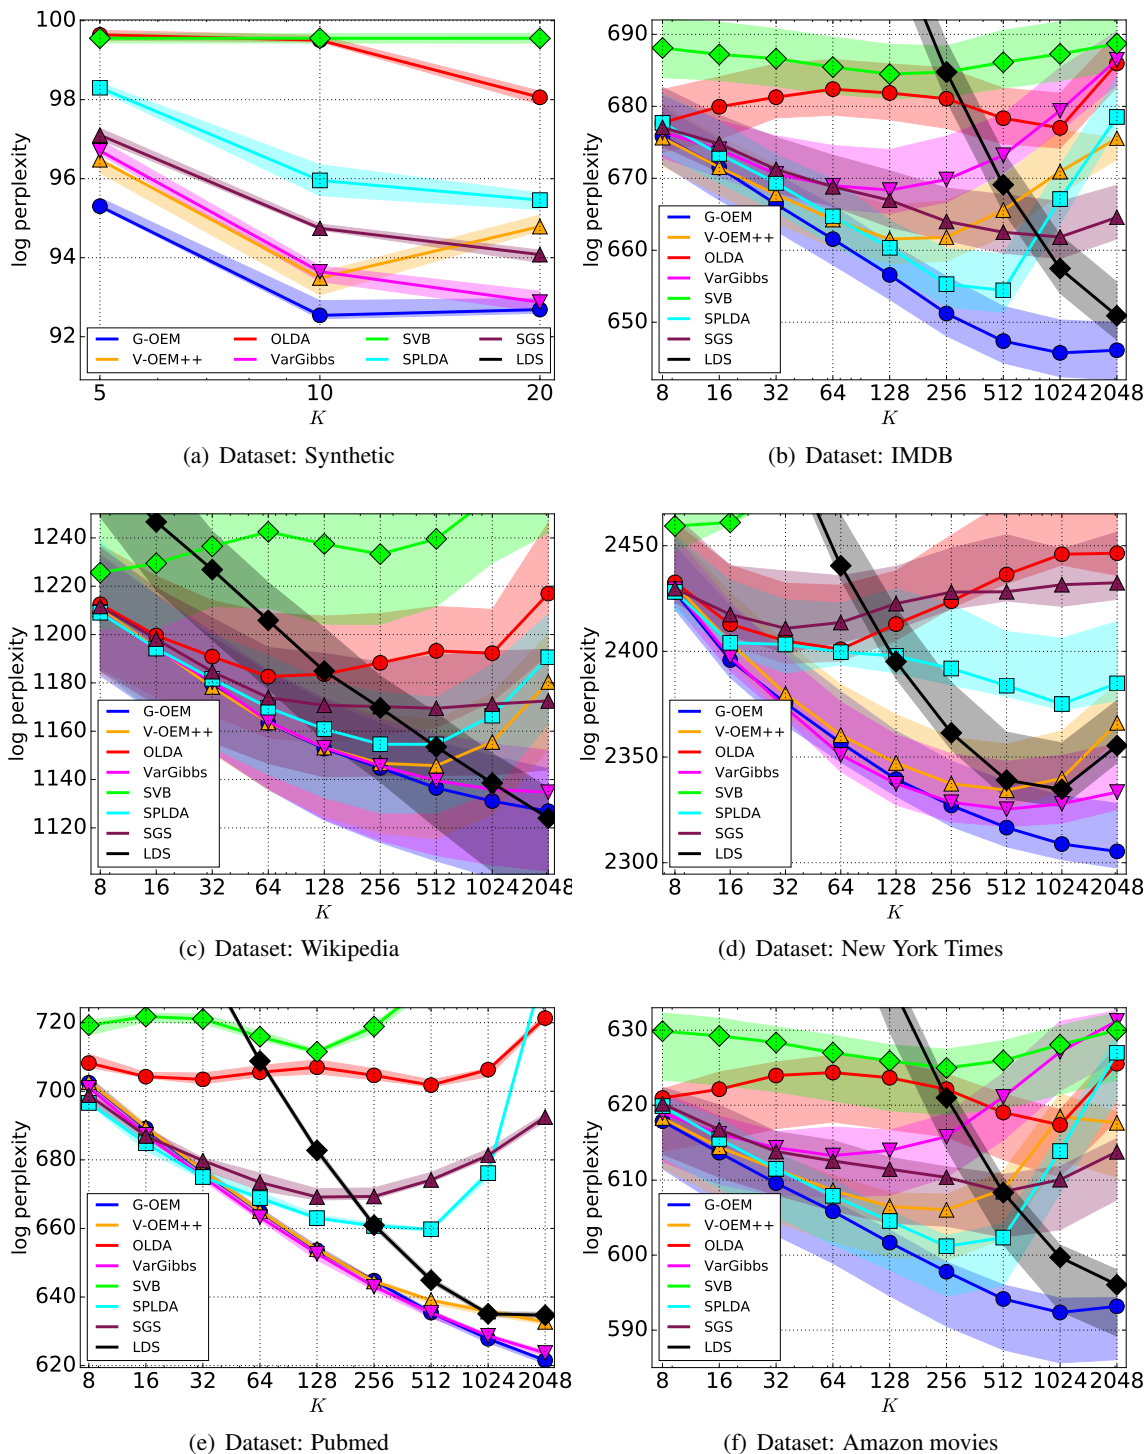 100
98
96
94
92
log perplexity
G-OEM
V-OEM++
OLDA
VarGibbs
SVB
SPLDA
SGS
LDS
5 10 20
K
(a) Dataset: Synthetic
690
680
670
660
650
log perplexity
G-OEM
V-OEM++
OLDA
VarGibbs
SVB
SPLDA
SGS
LDS
8 16 32 64 128 256 512 1024 2048
K
(b) Dataset: IMDB
1240
1220
1200
1180
1160
1140
1120
log perplexity
G-OEM
V-OEM++
OLDA
VarGibbs
SVB
SPLDA
SGS
LDS
8 16 32 64 128 256 512 1024 2048
K
(c) Dataset: Wikipedia
2450
2400
2350
2300
log perplexity
G-OEM
V-OEM++
OLDA
VarGibbs
SVB
SPLDA
SGS
LDS
8 16 32 64 128 256 512 1024 2048
K
(d) Dataset: New York Times
720
700
680
660
640
620
log perplexity
G-OEM
V-OEM++
OLDA
VarGibbs
SVB
SPLDA
SGS
LDS
8 16 32 64 128 256 512 1024 2048
K
(e) Dataset: Pubmed
630
620
610
600
590
log perplexity
G-OEM
V-OEM++
OLDA
VarGibbs
SVB
SPLDA
SGS
LDS
8 16 32 64 128 256 512 1024 2048
K
(f) Dataset: Amazon movies